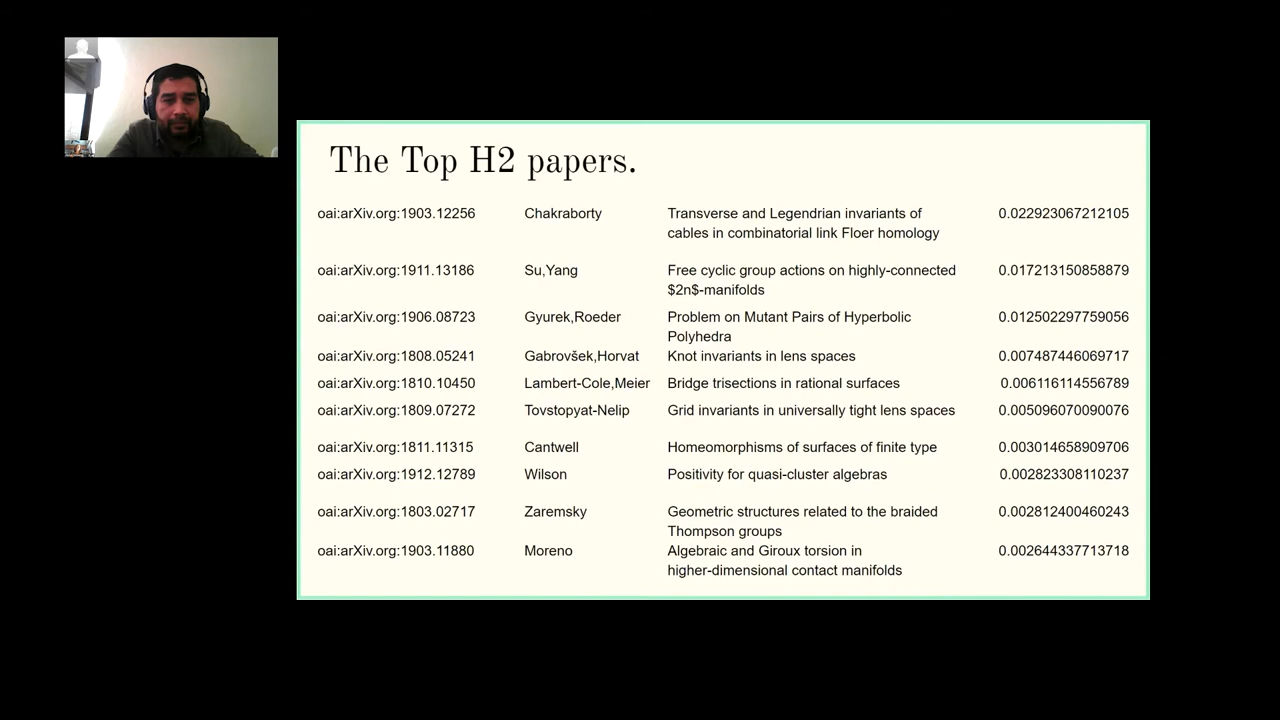 The Top H2 papers.
oai:arXiv.org:1903.12256 Chakraborty Transverse and Legendrian invariants of 0.022923067212105
cables in combinatorial link Floer homology
oai:arXiv.org:1911.13186 Su,Yang Free cyclic group actions on highly-connected 0.017213150858879
$2n$-manifolds
oai:arXiv.org:1906.08723 Gyurek,Roeder Problem on Mutant Pairs of Hyperbolic 0.012502297759056
Polyhedra
oai:arXiv.org:1808.05241 Gabrovšek,Horvat Knot invariants in lens spaces 0.007487446069717
oai:arXiv.org:1810.10450 Lambert-Cole,Meier Bridge trisections in rational surfaces 0.006116114556789
oai:arXiv.org:1809.07272 Tovstopyat-Nelip Grid invariants in universally tight lens spaces 0.005096070090076
oai:arXiv.org:1811.11315 Cantwell Homeomorphisms of surfaces of finite type 0.003014658909706
oai:arXiv.org:1912.12789 Wilson Positivity for quasi-cluster algebras 0.002823308110237
oai:arXiv.org:1803.02717 Zaremsky Geometric structures related to the braided 0.002812400460243
Thompson groups
oai:arXiv.org:1903.11880 Moreno Algebraic and Giroux torsion in 0.002644337713718
higher-dimensional contact manifolds